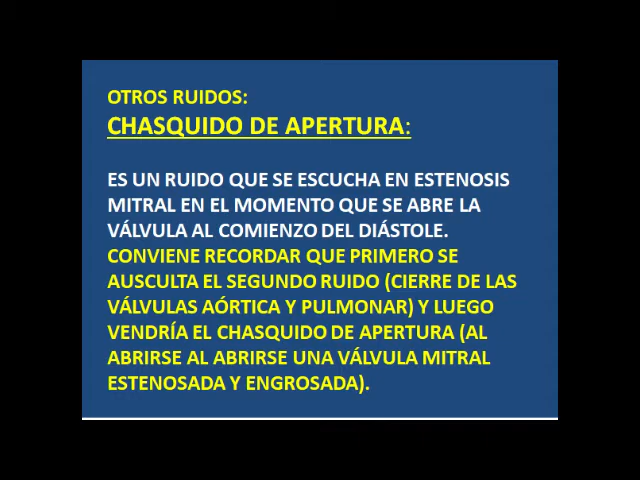 OTROS RUIDOS:
CHASQUIDO DE APERTURA:
ES UN RUIDO QUE SE ESCUCHA EN ESTENOSIS
MITRAL EN EL MOMENTO QUE SE ABRE LA
VÁLVULA AL COMIENZO DEL DIÁSTOLE.
CONVIENE RECORDAR QUE PRIMERO SE
AUSCULTA EL SEGUNDO RUIDO (CIERRE DE LAS
VÁLVULAS AÓRTICA Y PULMONAR) Y LUEGO
VENDRÍA EL CHASQUIDO DE APERTURA (AL
ABRIRSE AL ABRIRSE UNA VÁLVULA MITRAL
ESTENOSADA Y ENGROSADA).